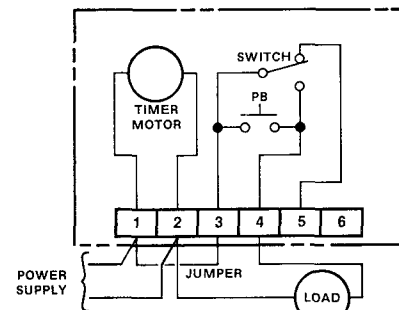 SWITCH
TIMER
MOTOR
PB
1 2 3 4 5 6
POWER
SUPPLY
JUMPER
LOAD